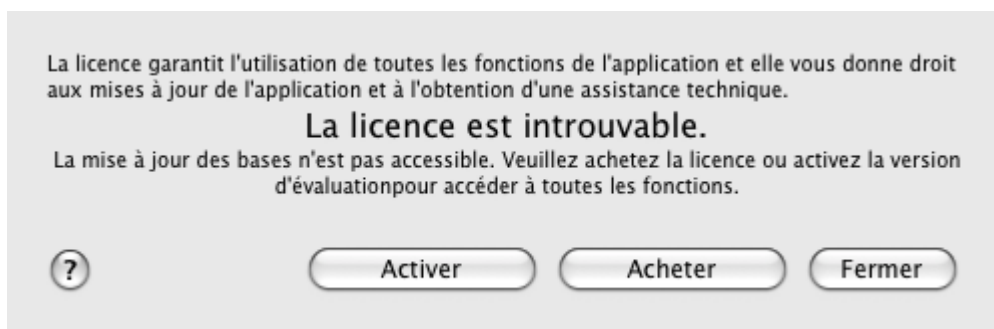 La licence garantit l'utilisation de toutes les fonctions de l'application et elle vous donne droit
aux mises à jour de l'application et à l'obtention d'une assistance technique.
La licence est introuvable.
La mise à jour des bases n'est pas accessible. Veuillez achetez la licence ou activez la version
d'évaluationpour accéder à toutes les fonctions.
? Activer Acheter Fermer